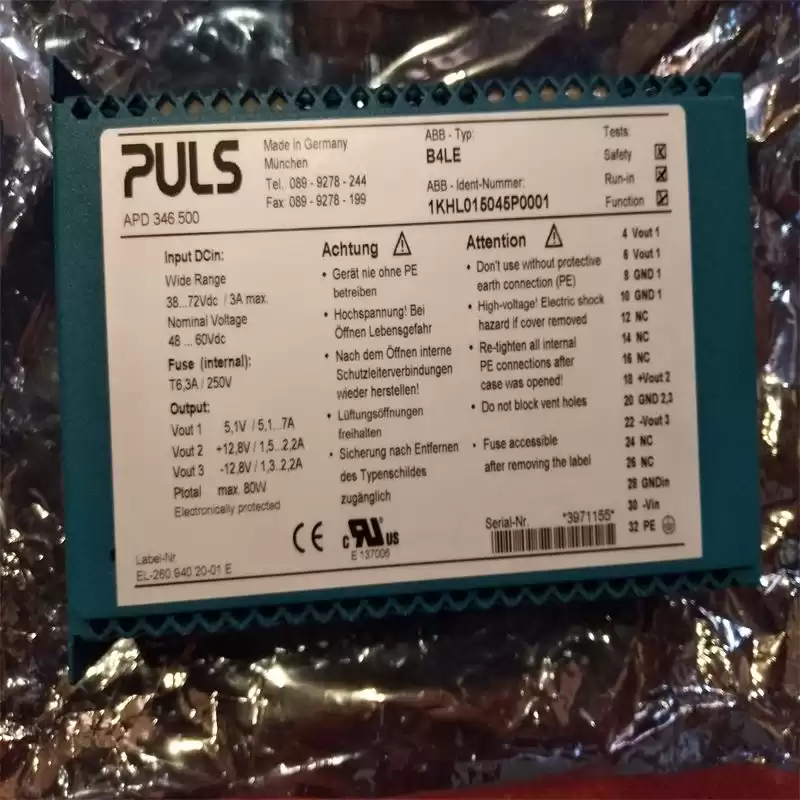 PULS
APD 346.500
Made in Germany
München
Tel. 089 - 9278 - 244
Fax 089 - 9278 - 199
ABB - Typ:
B4LE
ABB - Ident-Nummer:
1KHL015045P0001
Tests
Safety
Run-in
Function
Input DCin:
Wide Range
38...72Vdc / 3A max.
Nominal Voltage
48 ... 60Vdc
Fuse (internal):
T6,3A / 250V
Output:
Vout 1 5,1V / 5,1...7A
Vout 2 +12,8V / 1,5...2,2A
Vout 3 -12,8V / 1,3..2,2A
Ptotal max. 80W
Electronically protected
Achtung
• Gerät nie ohne PE
betreiben
• Hochspannung! Bei
Öffnen Lebensgefahr
• Nach dem Öffnen interne
Schutzleiterverbindungen
wieder herstellen!
• Lüftungsöffnungen
freihalten
• Sicherung nach Entfernen
des Typenschildes
zugänglich
Attention
• Don't use without protective
earth connection (PE)
• High-voltage! Electric shock
hazard if cover removed
• Re-tighten all internal
PE connections after
case was opened!
• Do not block vent holes
• Fuse accessible
after removing the label
4 Vout 1
6 Vout 1
8 GND 1
10 GND 1
12 NC
14 NC
16 NC
18 +Vout 2
20 GND 2,3
22 -Vout 3
24 NC
26 NC
28 GNDin
30 -Vin
32 PE
CE
c RU US
E 137006
Serial-Nr. *3971155*
Label-Nr
EL-260 940 20-01 E